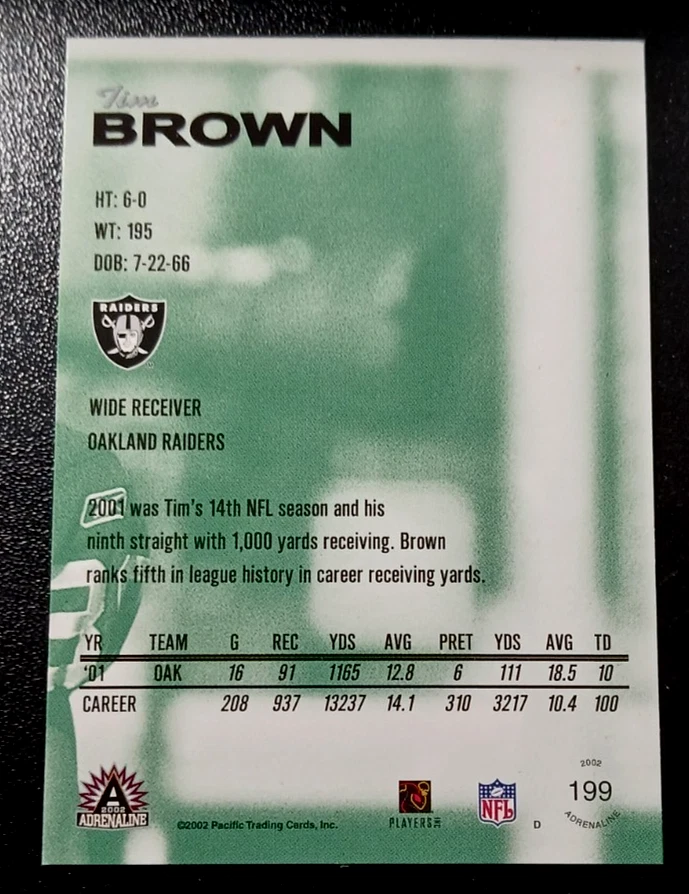 Tim
BROWN
HT: 6-0
WT: 195
DOB: 7-22-66
RAIDERS
WIDE RECEIVER
OAKLAND RAIDERS
2001 was Tim's 14th NFL season and his
ninth straight with 1,000 yards receiving. Brown
ranks fifth in league history in career receiving yards.
YR TEAM G REC YDS AVG PRET YDS AVG TD
'01 OAK 16 91 1165 12.8 6 111 18.5 10
CAREER 208 937 13237 14.1 310 3217 10.4 100
A
2002
ADRENALINE
©2002 Pacific Trading Cards, Inc.
PLAYERS INC
NFL
D
2002
199
ADRENALINE